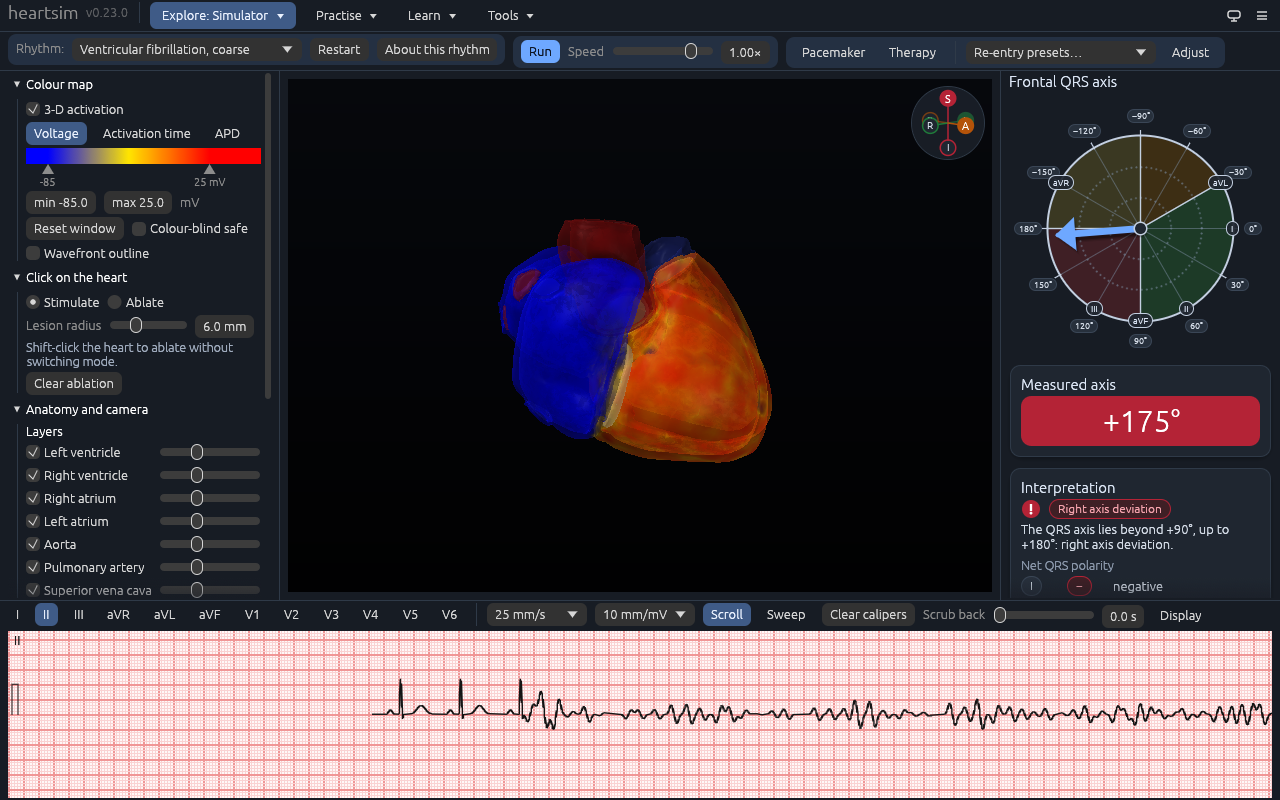 heartsim v0.23.0 Explore: Simulator Practise Learn Tools
Rhythm: Ventricular fibrillation, coarse Restart About this rhythm Run Speed 1.00× Pacemaker Therapy Re-entry presets... Adjust
Colour map
3-D activation
Voltage Activation time APD
-85 25 mV
min -85.0 max 25.0 mV
Reset window Colour-blind safe
Wavefront outline
Click on the heart
Stimulate Ablate
Lesion radius 6.0 mm
Shift-click the heart to ablate without
switching mode.
Clear ablation
Anatomy and camera
Layers
Left ventricle
Right ventricle
Right atrium
Left atrium
Aorta
Pulmonary artery
Superior vena cava
S
R A
I
Frontal QRS axis
−90°
−120° −60°
−150° −30°
aVR aVL
180° I 0°
150° 30°
III II
120° aVF 60°
90°
Measured axis
+175°
Interpretation
! Right axis deviation
The QRS axis lies beyond +90°, up to
+180°: right axis deviation.
Net QRS polarity
I − negative
I II III aVR aVL aVF V1 V2 V3 V4 V5 V6 25 mm/s 10 mm/mV Scroll Sweep Clear calipers Scrub back 0.0 s Display
II